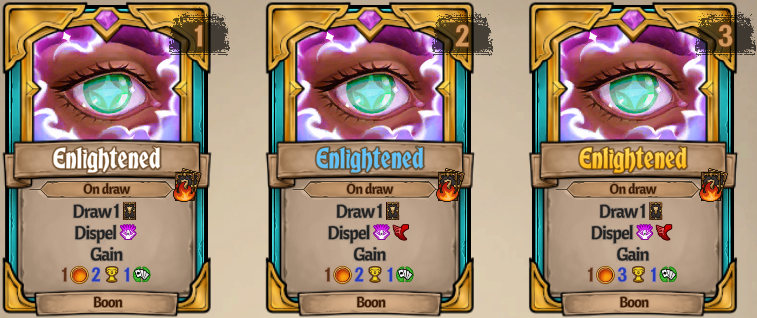 1
Enlightened
On draw
Draw 1
Dispel
Gain
1 2 1
Boon
2
Enlightened
On draw
Draw 1
Dispel
Gain
1 2 1
Boon
3
Enlightened
On draw
Draw 1
Dispel
Gain
1 3 1
Boon